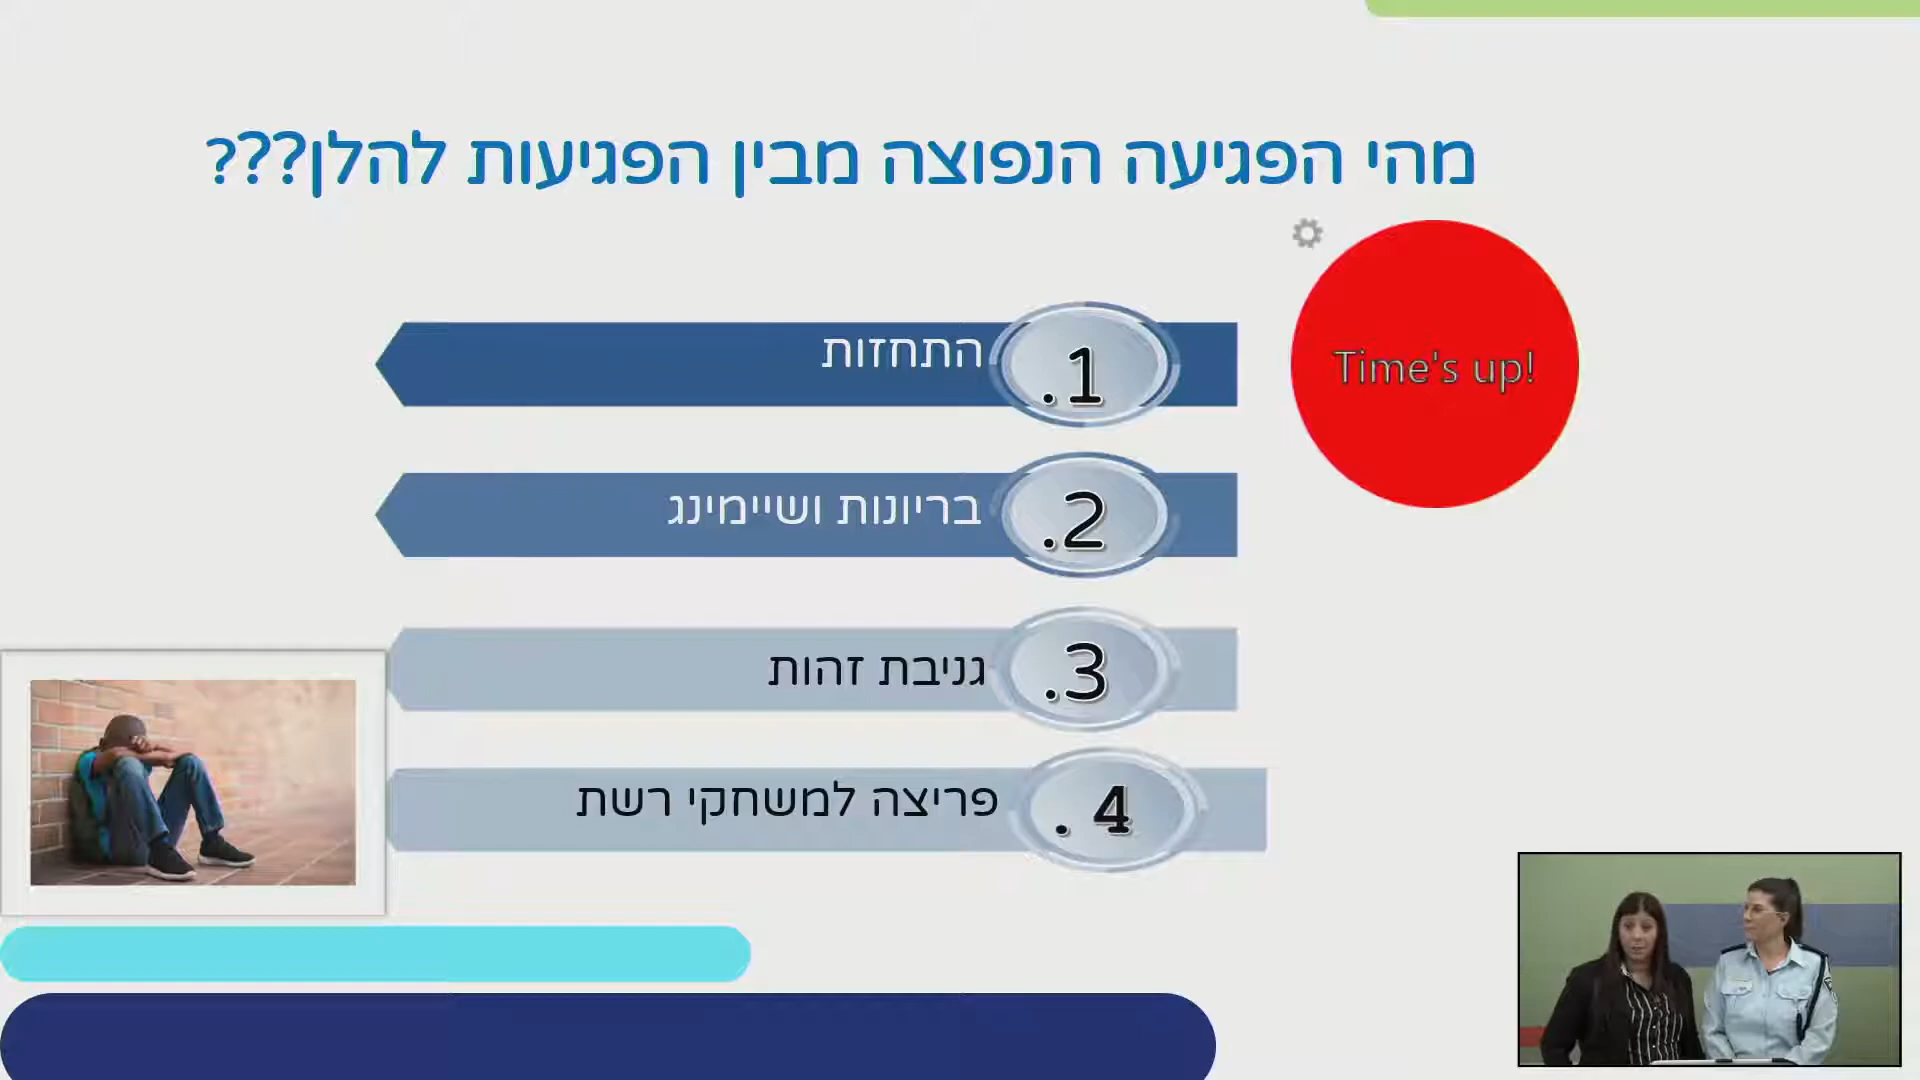 מהי הפגיעה הנפוצה מבין הפגיעות להלן???
Time's up!
1. התחזות
2. בריונות ושיימינג
3. גניבת זהות
4. פריצה למשחקי רשת